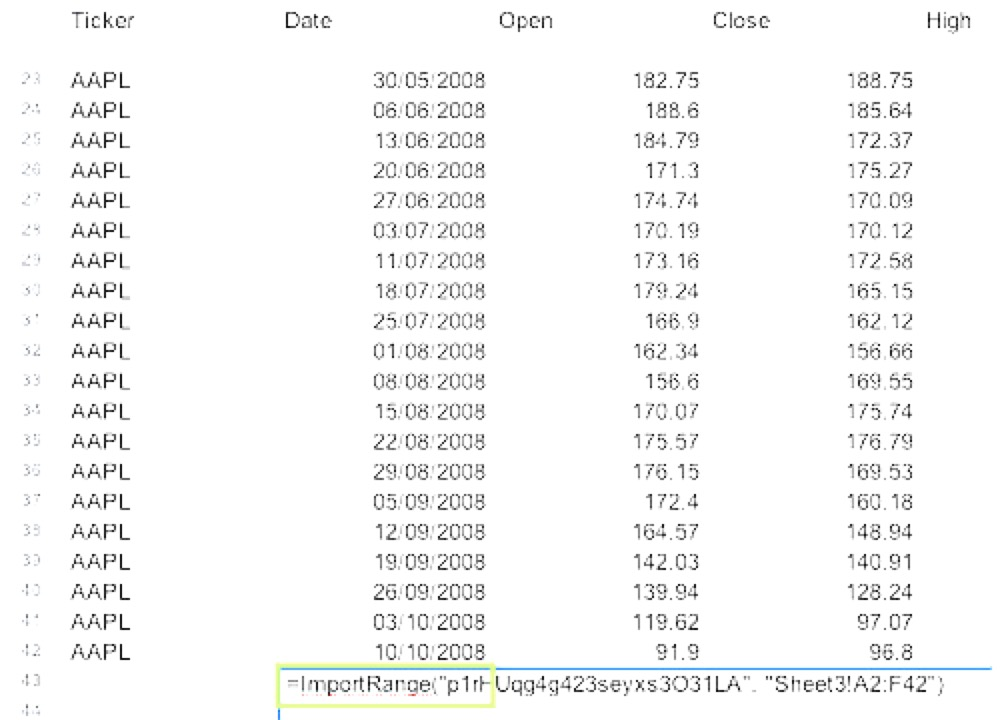 Ticker Date Open Close High
23 AAPL 30/05/2008 182.75 188.75
24 AAPL 06/06/2008 188.6 185.64
25 AAPL 13/06/2008 184.79 172.37
26 AAPL 20/06/2008 171.3 175.27
27 AAPL 27/06/2008 174.74 170.09
28 AAPL 03/07/2008 170.19 170.12
29 AAPL 11/07/2008 173.16 172.58
30 AAPL 18/07/2008 179.24 165.15
31 AAPL 25/07/2008 166.9 162.12
32 AAPL 01/08/2008 162.34 156.66
33 AAPL 08/08/2008 156.6 169.55
34 AAPL 15/08/2008 170.07 175.74
35 AAPL 22/08/2008 175.57 176.79
36 AAPL 29/08/2008 176.15 169.53
37 AAPL 05/09/2008 172.4 160.18
38 AAPL 12/09/2008 164.57 148.94
39 AAPL 19/09/2008 142.03 140.91
40 AAPL 26/09/2008 139.94 128.24
41 AAPL 03/10/2008 119.62 97.07
42 AAPL 10/10/2008 91.9 96.8
43 =ImportRange("p1rHUqg4g423seyxs3O31LA", "Sheet3!A2:F42")
44